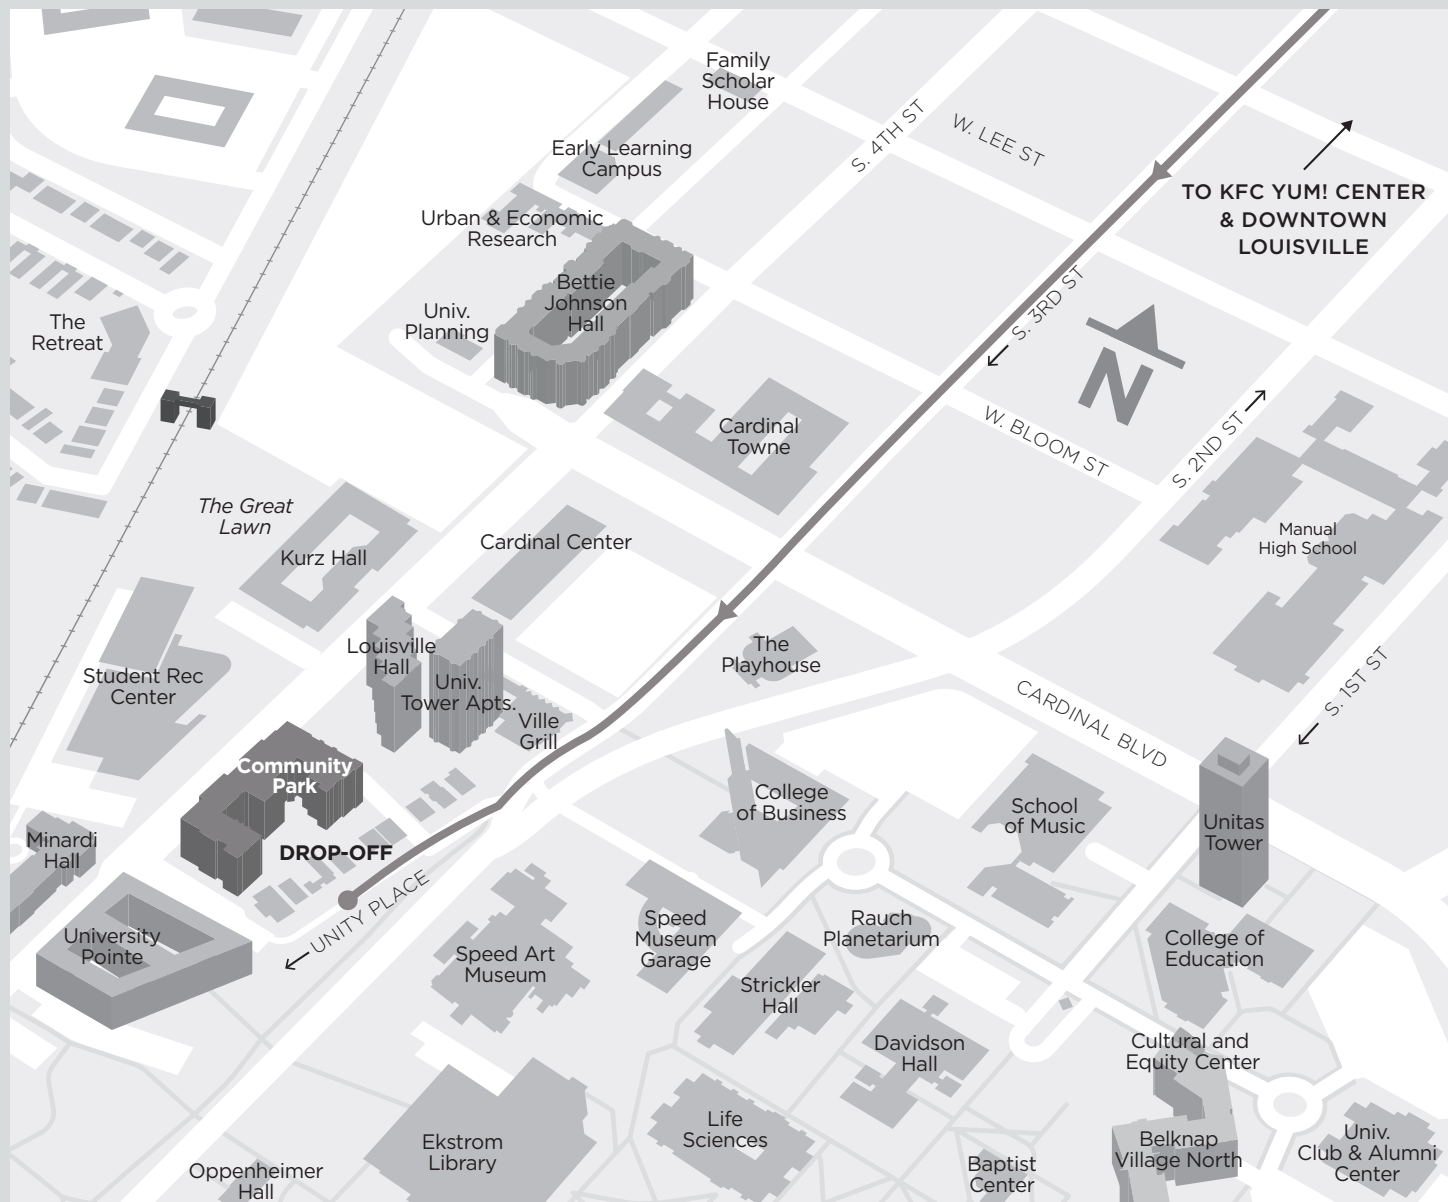 Family
Scholar
House
Early Learning
Campus
S. 4TH ST
W. LEE ST
TO KFC YUM! CENTER
& DOWNTOWN
LOUISVILLE
Urban & Economic
Research
Bettie
Johnson
Hall
Univ.
Planning
The
Retreat
S. 3RD ST
N
Cardinal
Towne
W. BLOOM ST
S. 2ND ST
The Great
Lawn
Kurz Hall
Cardinal Center
Manual
High School
Louisville
Hall
Univ.
Tower Apts.
The
Playhouse
Student Rec
Center
Ville
Grill
CARDINAL BLVD
S. 1ST ST
Community
Park
College
of Business
School
of Music
Unitas
Tower
Minardi
Hall
DROP-OFF
UNITY PLACE
University
Pointe
Speed Art
Museum
Speed
Museum
Garage
Rauch
Planetarium
College of
Education
Strickler
Hall
Davidson
Hall
Cultural and
Equity Center
Ekstrom
Library
Life
Sciences
Oppenheimer
Hall
Baptist
Center
Belknap
Village North
Univ.
Club & Alumni
Center